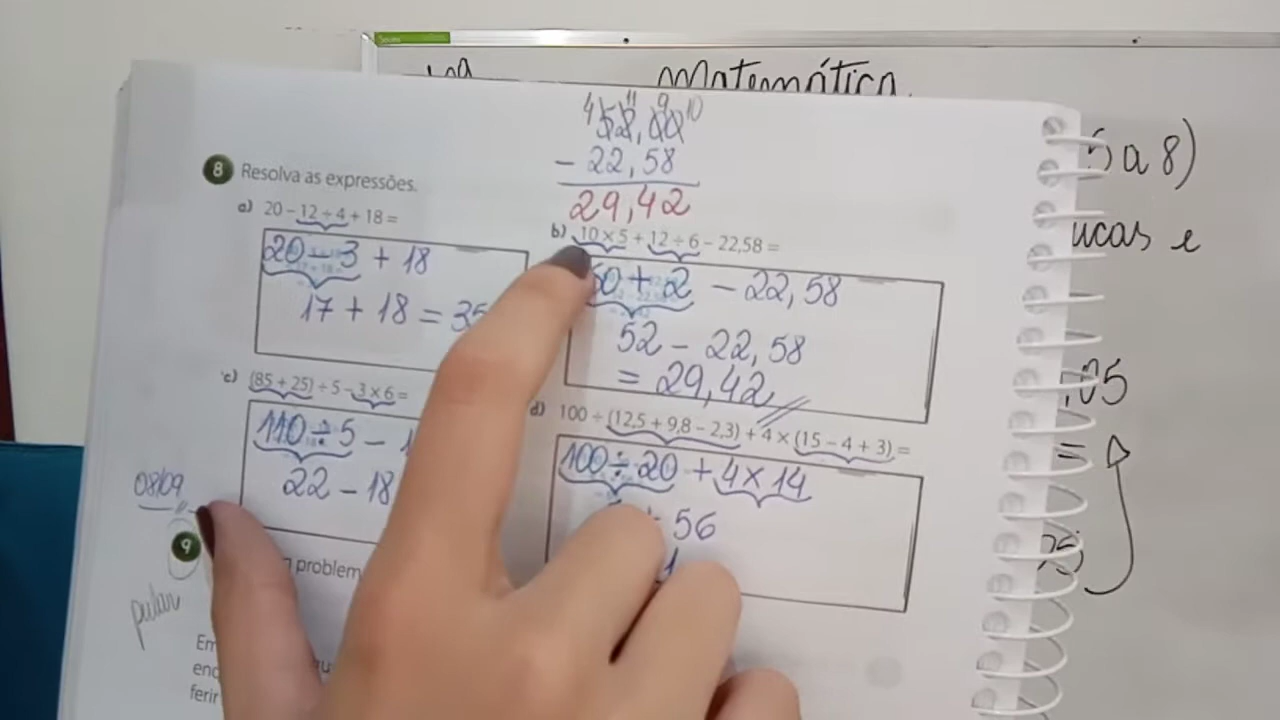 Matemática
5 a 8)
ucas e
,05
=
4 11 9 10
52,00
- 22,58
29,42
8 Resolva as expressões.
a) 20 – 12 ÷ 4 + 18 =
20 – 3 + 18
17 + 18 = 35
b) 10 × 5 + 12 ÷ 6 – 22,58 =
50 + 2 – 22,58
52 – 22,58
= 29,42
c) (85 + 25) ÷ 5 – 3 × 6 =
110 ÷ 5 – 1
22 – 18
d) 100 ÷ (12,5 + 9,8 – 2,3) + 4 × (15 – 4 + 3) =
100 ÷ 20 + 4 × 14
+ 56
08/09
9 problem
pular
Em
ferir